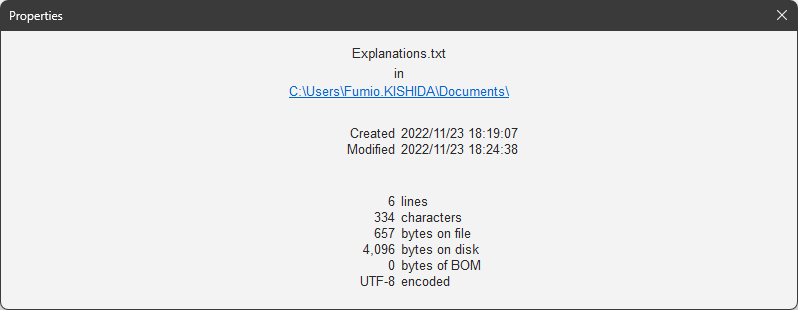 Properties
Explanations.txt
in
C:\Users\Fumio.KISHIDA\Documents\
Created 2022/11/23 18:19:07
Modified 2022/11/23 18:24:38
6 lines
334 characters
657 bytes on file
4,096 bytes on disk
0 bytes of BOM
UTF-8 encoded